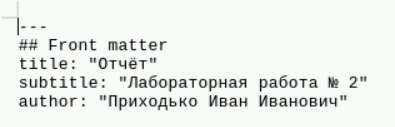 ---
## Front matter
title: "Отчёт"
subtitle: "Лабораторная работа № 2"
author: "Приходько Иван Иванович"